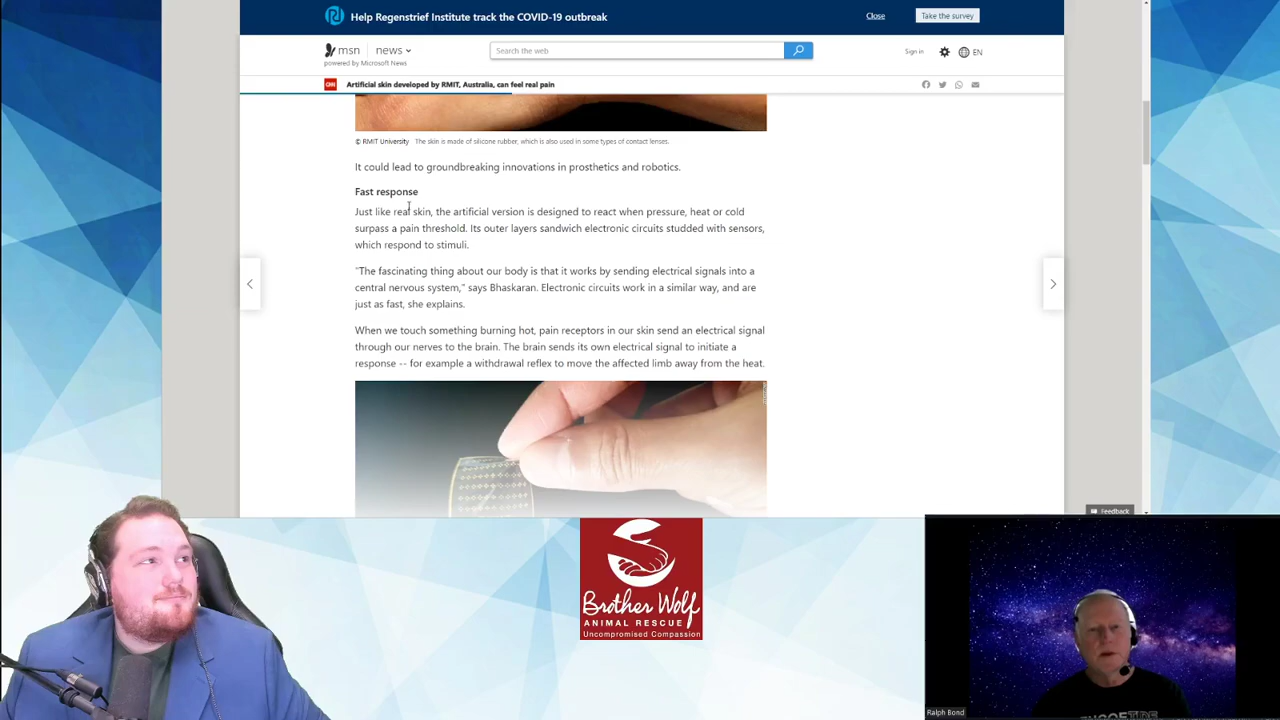 Help Regenstrief Institute track the COVID-19 outbreak
Close
Take the survey
msn
news
powered by Microsoft News
Search the web
Sign in
EN
CNN
Artificial skin developed by RMIT, Australia, can feel real pain
© RMIT University The skin is made of silicone rubber, which is also used in some types of contact lenses.
It could lead to groundbreaking innovations in prosthetics and robotics.
Fast response
Just like real skin, the artificial version is designed to react when pressure, heat or cold
surpass a pain threshold. Its outer layers sandwich electronic circuits studded with sensors,
which respond to stimuli.
"The fascinating thing about our body is that it works by sending electrical signals into a
central nervous system," says Bhaskaran. Electronic circuits work in a similar way, and are
just as fast, she explains.
When we touch something burning hot, pain receptors in our skin send an electrical signal
through our nerves to the brain. The brain sends its own electrical signal to initiate a
response -- for example a withdrawal reflex to move the affected limb away from the heat.
Feedback
Brother Wolf
ANIMAL RESCUE
Uncompromised Compassion
Ralph Bond